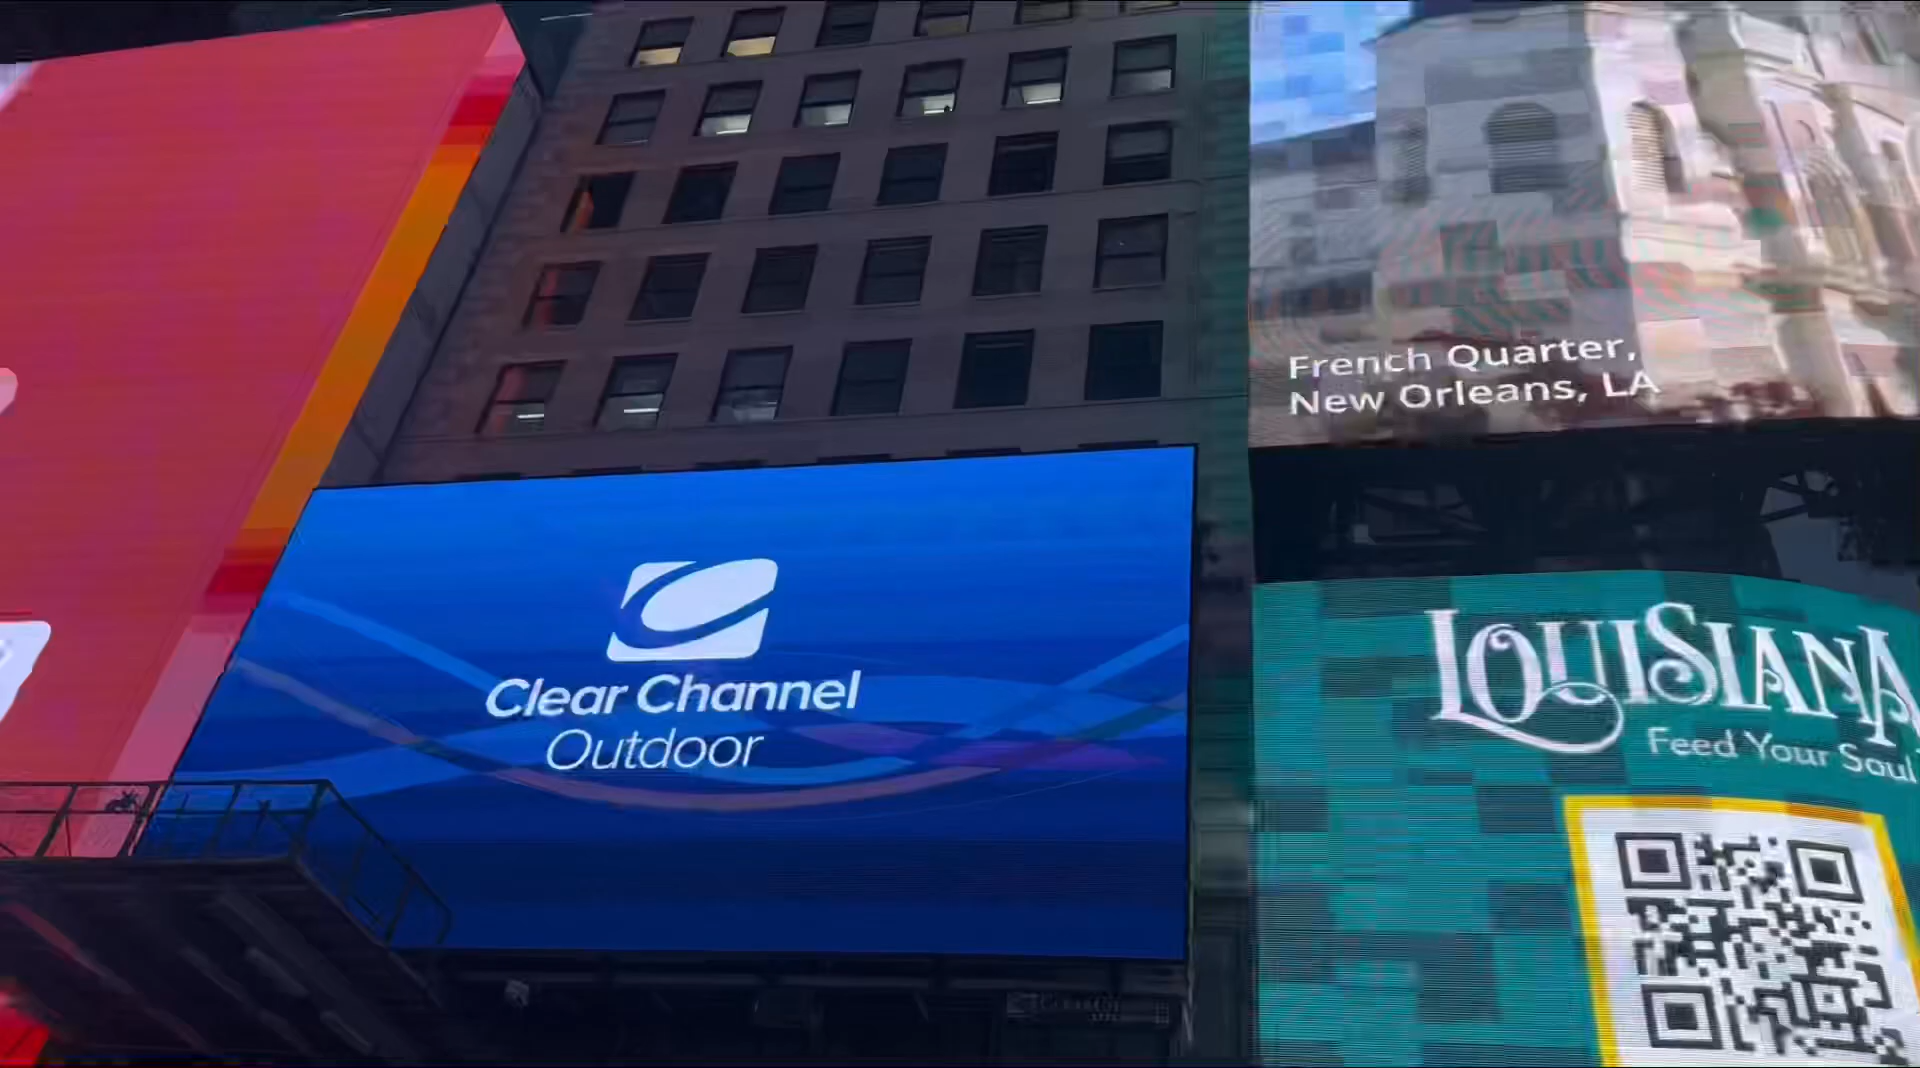 French Quarter,
New Orleans, LA
Clear Channel
Outdoor
LOUISIANA
Feed Your Soul